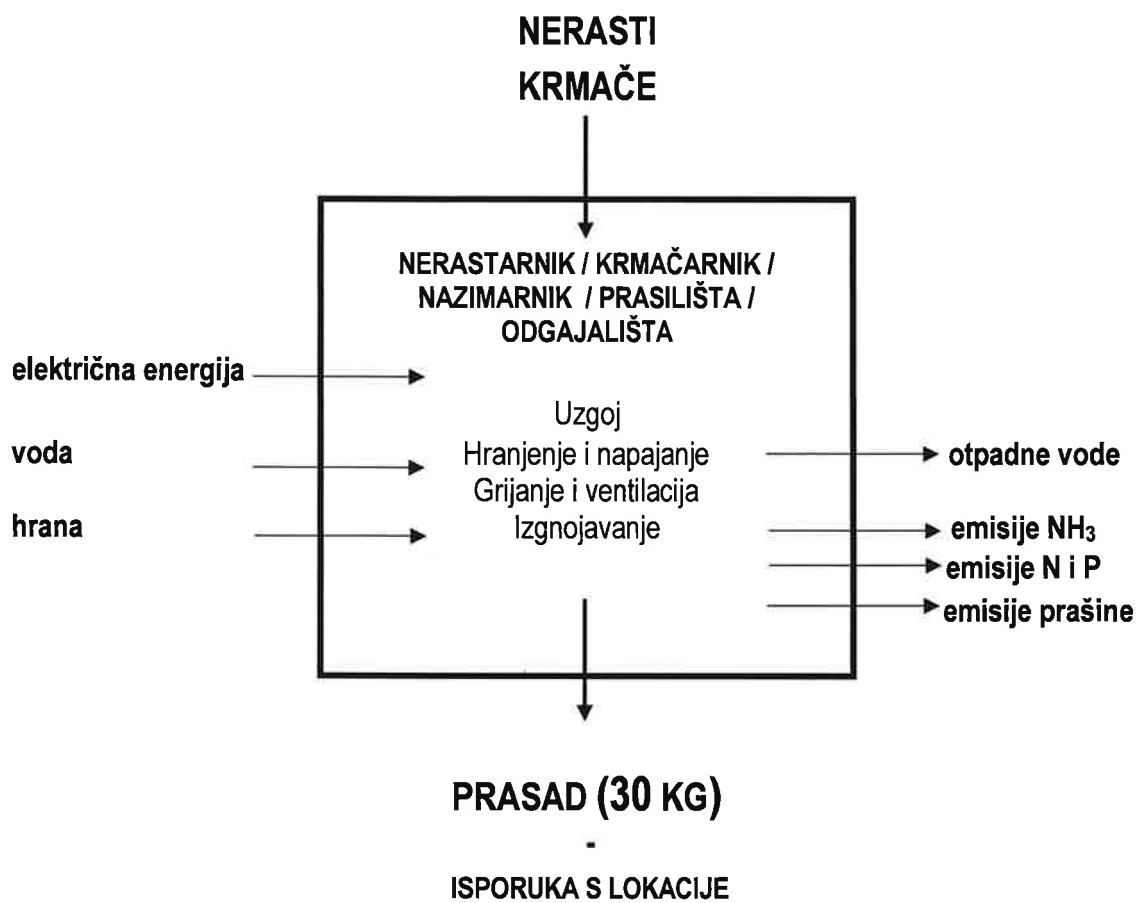 NERASTI
KRMAČE
NERASTARNIK / KRMAČARNIK /
NAZIMARNIK / PRASILIŠTA /
ODGAJALIŠTA
električna energija
voda
hrana
Uzgoj
Hranjenje i napajanje
Grijanje i ventilacija
Izgnojavanje
otpadne vode
emisije NH₃
emisije N i P
emisije prašine
PRASAD (30 KG)
-
ISPORUKA S LOKACIJE